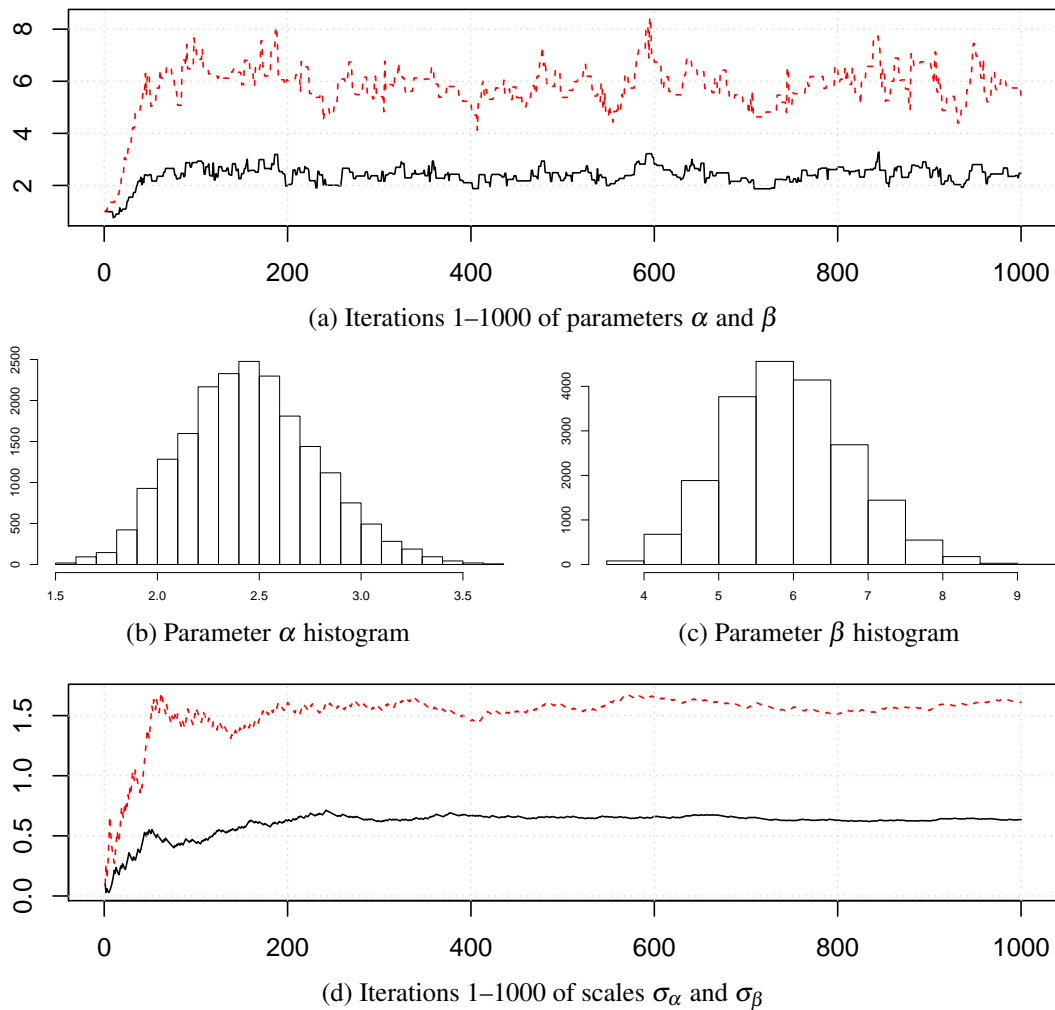 8
6
4
2
0 200 400 600 800 1000
(a) Iterations 1–1000 of parameters α and β
2500
2000
1500
1000
500
0
1.5 2.0 2.5 3.0 3.5
(b) Parameter α histogram
4000
3000
2000
1000
0
4 5 6 7 8 9
(c) Parameter β histogram
1.5
1.0
0.5
0.0
0 200 400 600 800 1000
(d) Iterations 1–1000 of scales σα and σβ